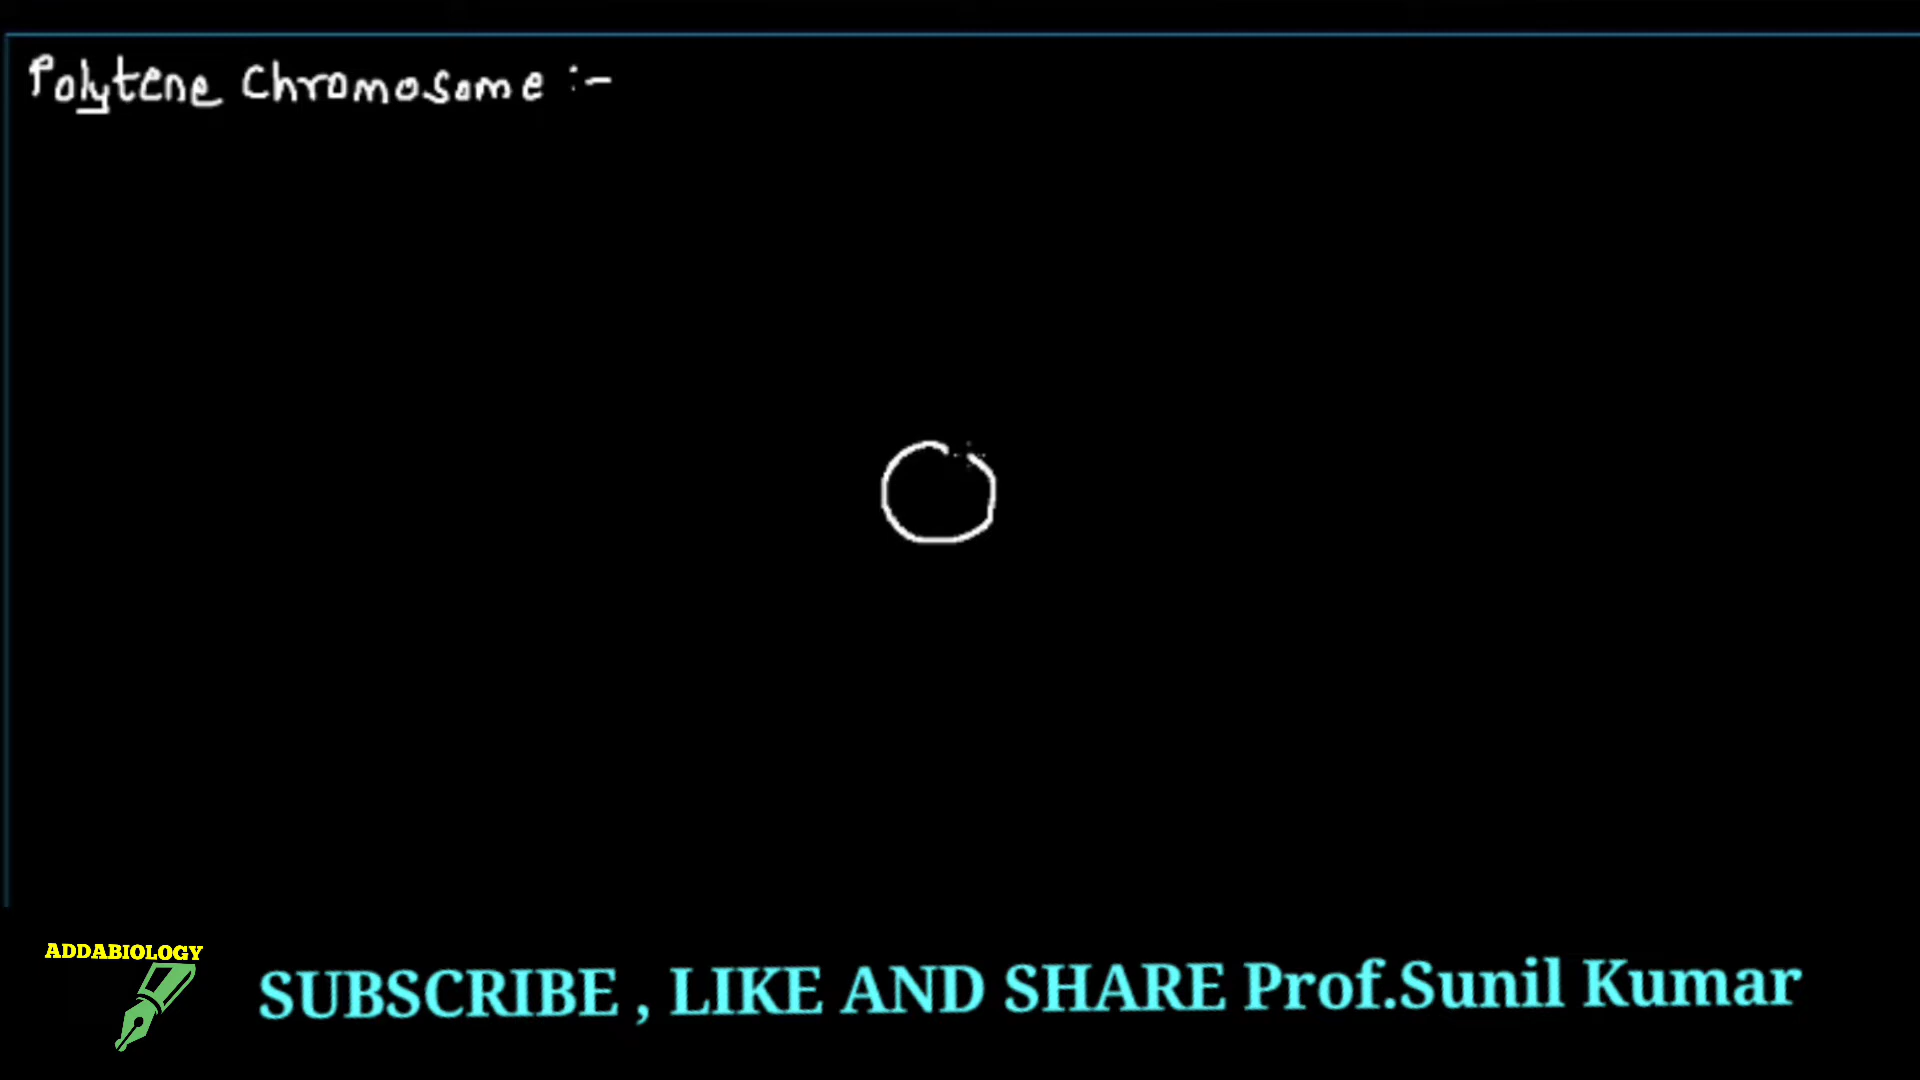 Polytene Chromosome :-
ADDABIOLOGY
SUBSCRIBE , LIKE AND SHARE Prof.Sunil Kumar